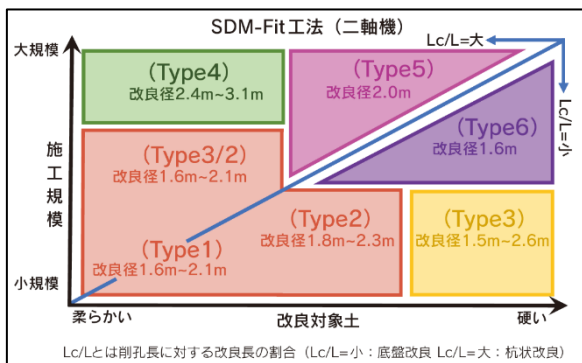 SDM-Fit工法（二軸機）
大規模
Lc/L=大
(Type4)
改良径2.4m~3.1m
(Type5)
改良径2.0m
Lc/L=小
(Type6)
改良径1.6m
施工規模
(Type3/2)
改良径1.6m~2.1m
(Type2)
改良径1.8m~2.3m
(Type3)
改良径1.5m~2.6m
(Type1)
改良径1.6m~2.1m
小規模
柔らかい
改良対象土
硬い
Lc/Lとは削孔長に対する改良長の割合（Lc/L=小：底盤改良 Lc/L=大：杭状改良）